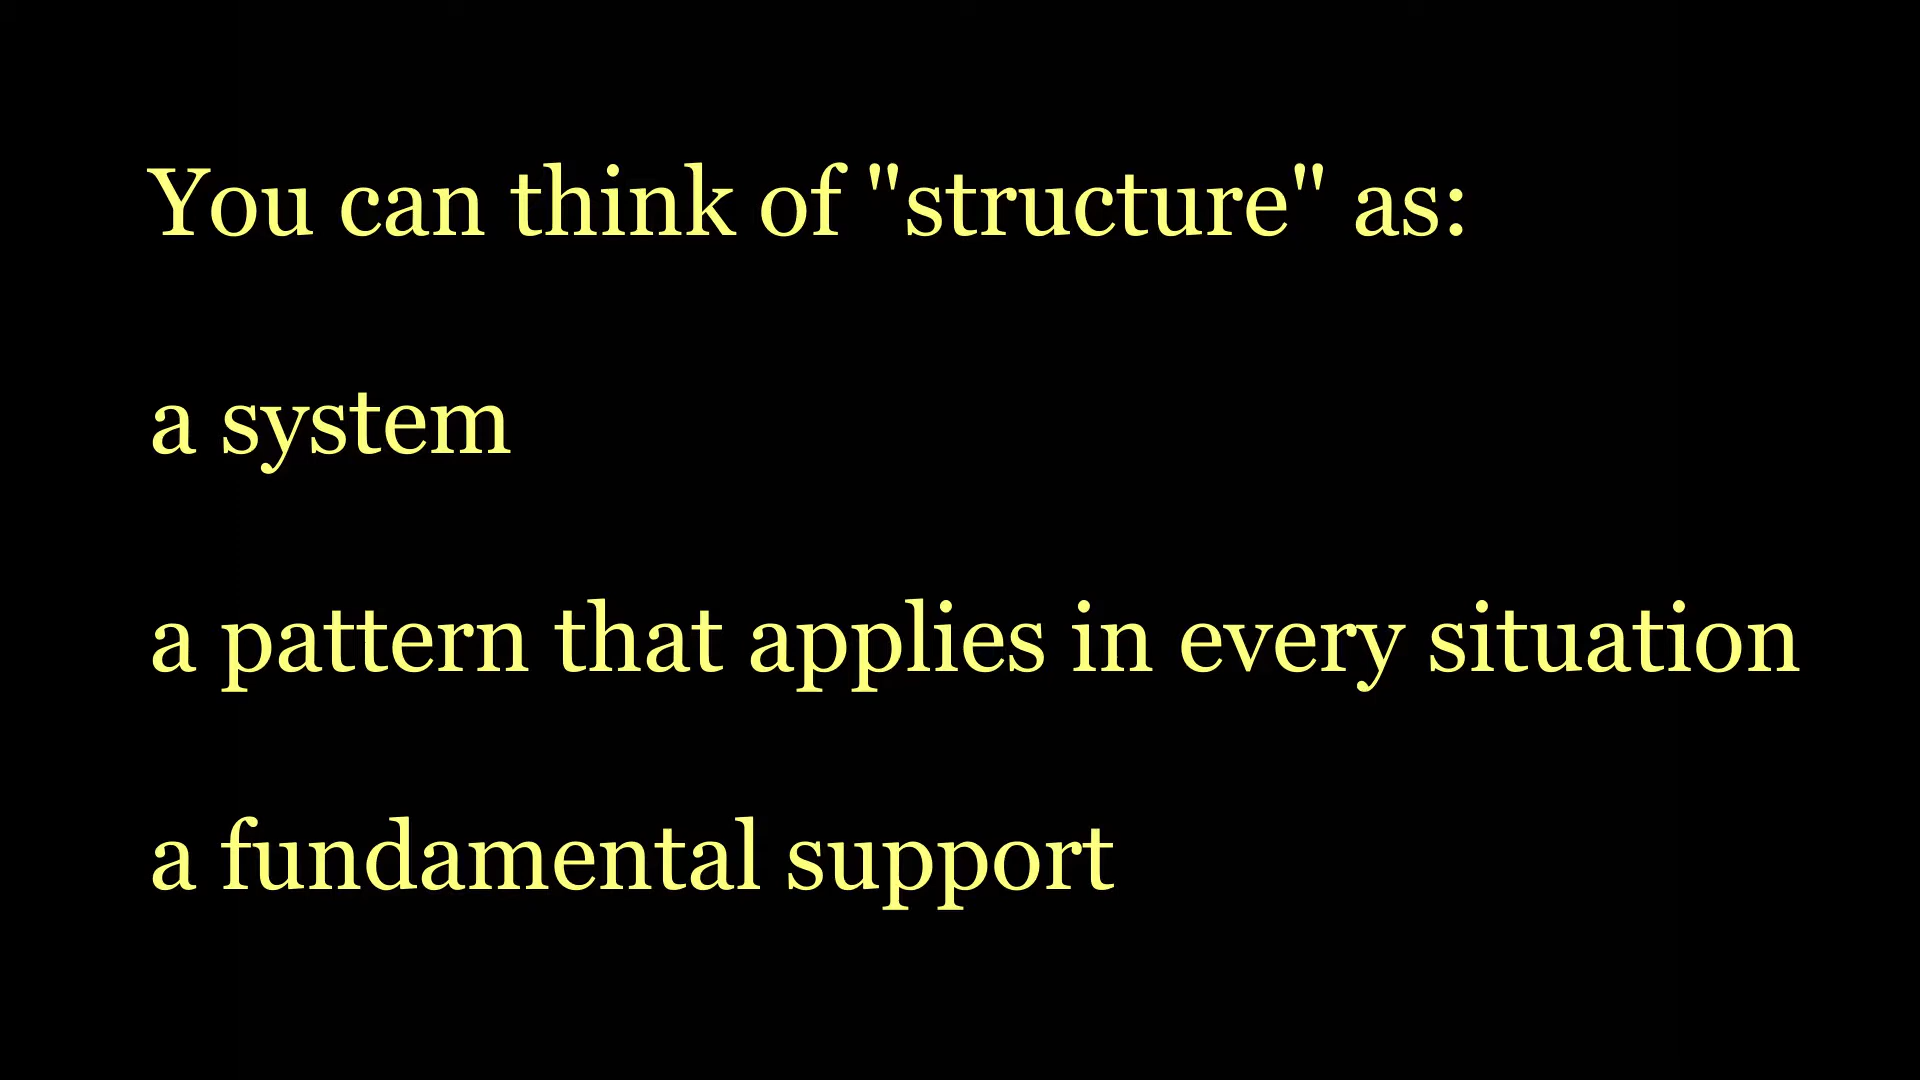 You can think of "structure" as:
a system
a pattern that applies in every situation
a fundamental support